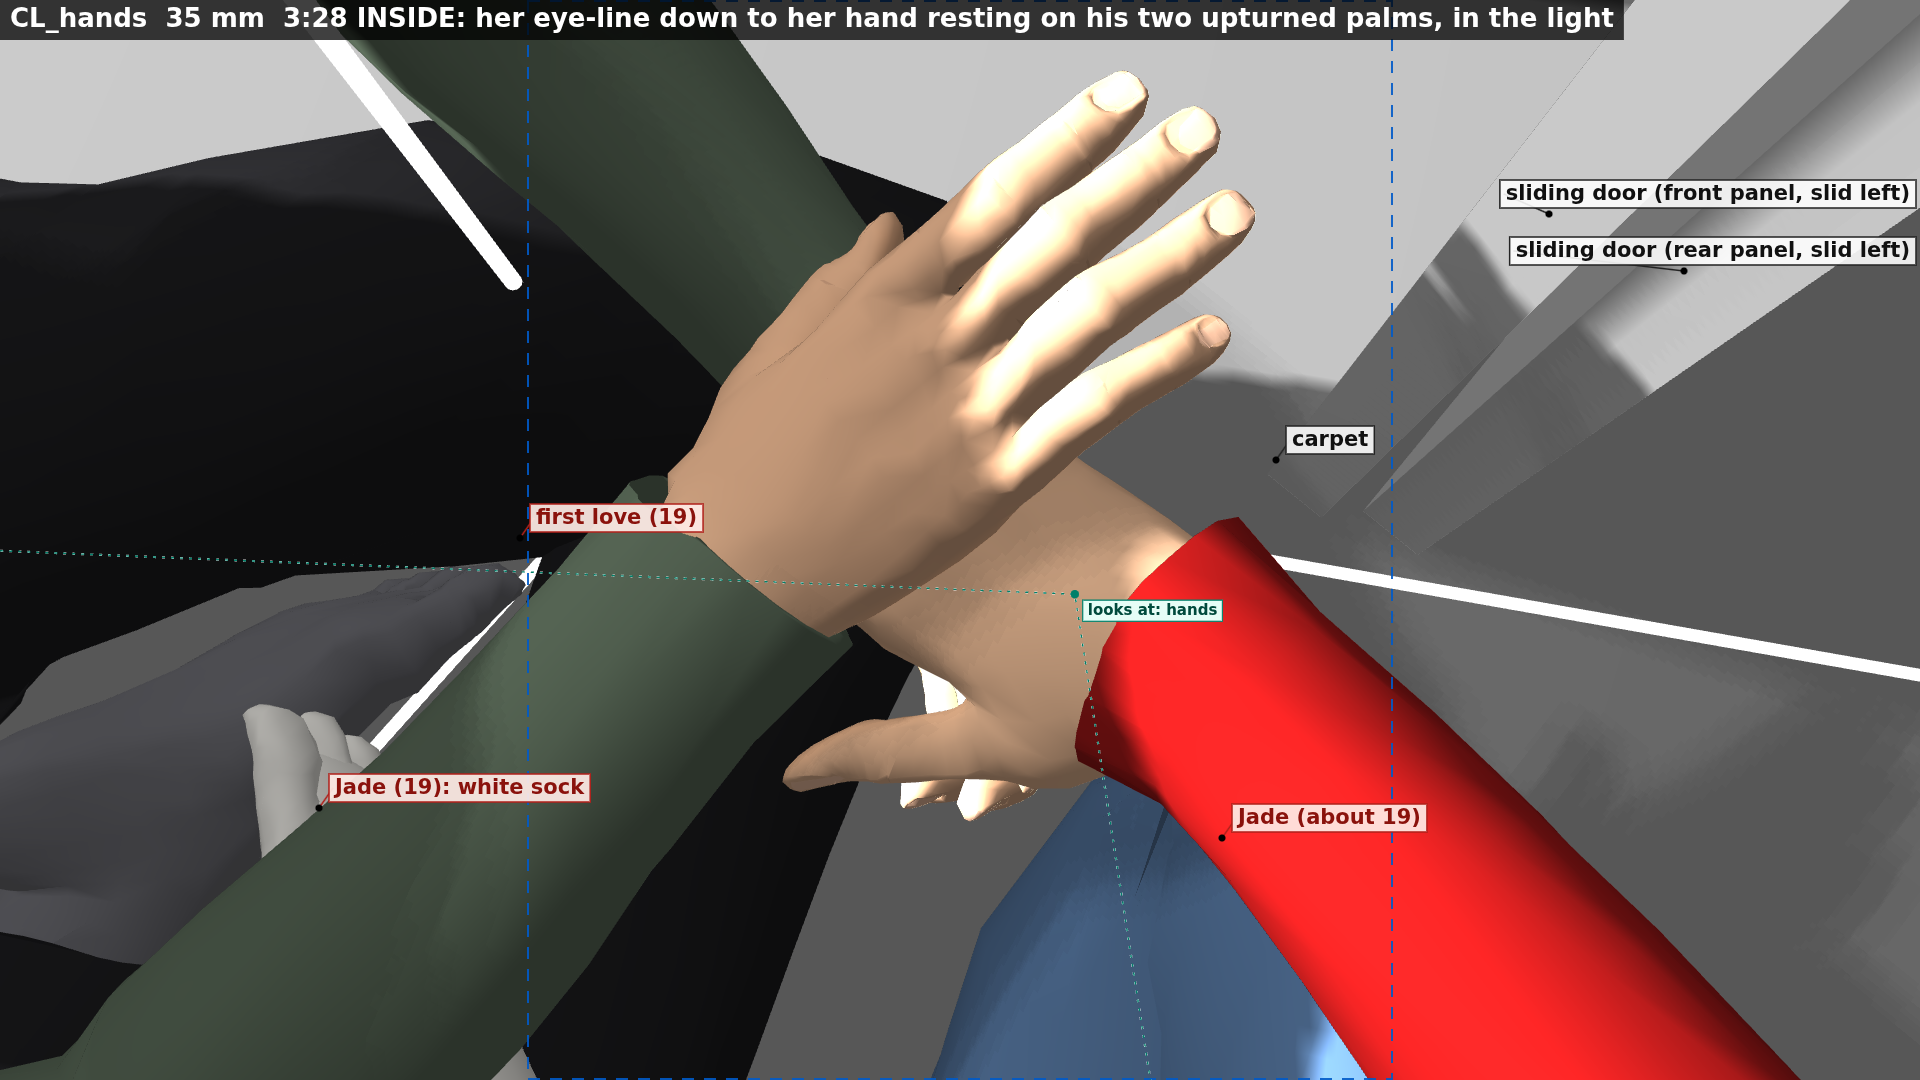 CL_hands 35 mm 3:28 INSIDE: her eye-line down to her hand resting on his two upturned palms, in the light
sliding door (front panel, slid left)
sliding door (rear panel, slid left)
carpet
first love (19)
looks at: hands
Jade (19): white sock
Jade (about 19)